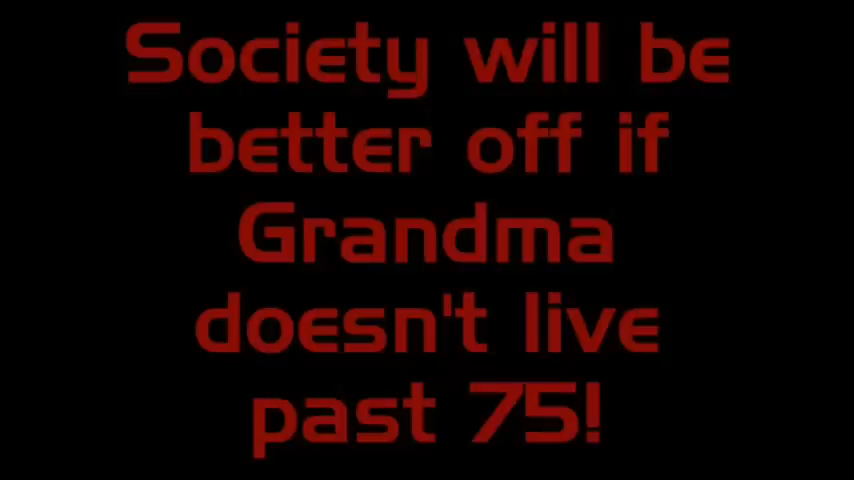 Society will be
better off if
Grandma
doesn't live
past 75!